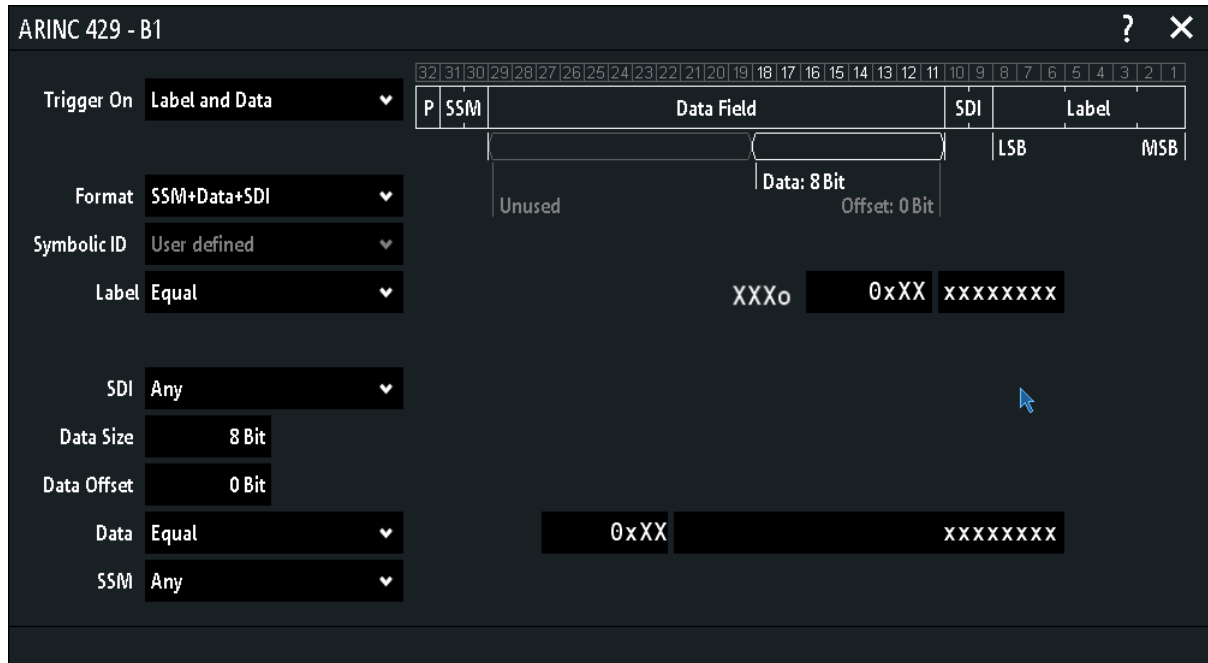 ARINC 429 - B1 ? ✕
32 31 30 29 28 27 26 25 24 23 22 21 20 19 18 17 16 15 14 13 12 11 10 9 8 7 6 5 4 3 2 1
Trigger On Label and Data
P SSM Data Field SDI Label
LSB MSB
Data: 8 Bit
Format SSM+Data+SDI
Unused Offset: 0 Bit
Symbolic ID User defined
Label Equal XXXo 0xXX xxxxxxxx
SDI Any
Data Size 8 Bit
Data Offset 0 Bit
Data Equal 0xXX xxxxxxxx
SSM Any